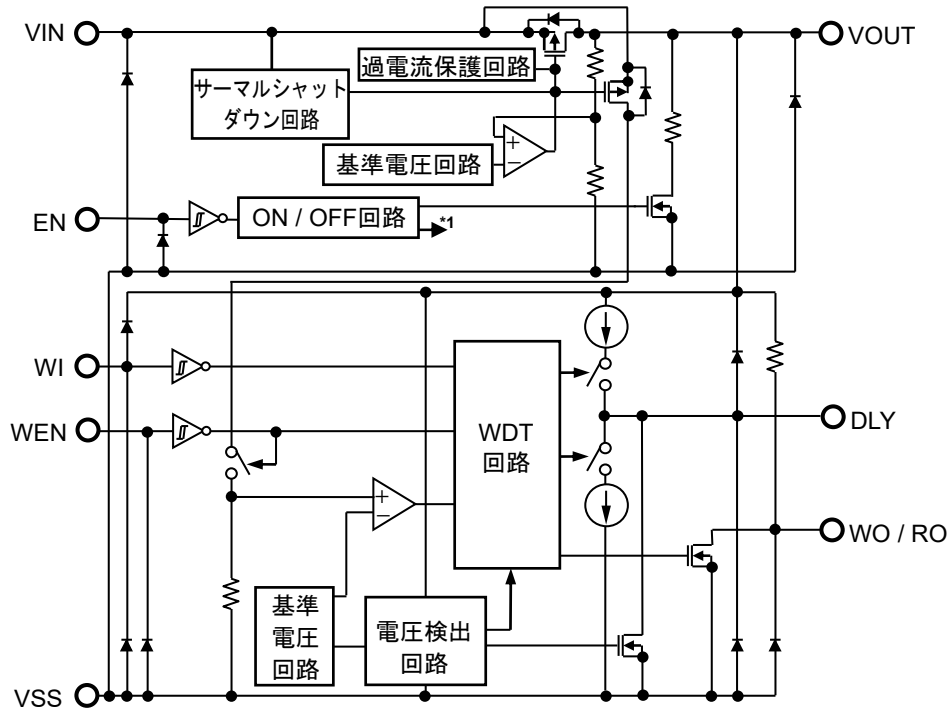 VIN
VOUT
過電流保護回路
サーマルシャット
ダウン回路
基準電圧回路
+
−
EN
ON / OFF回路
*1
WI
WEN
WDT
回路
DLY
+
−
WO / RO
基準
電圧
回路
電圧検出
回路
VSS